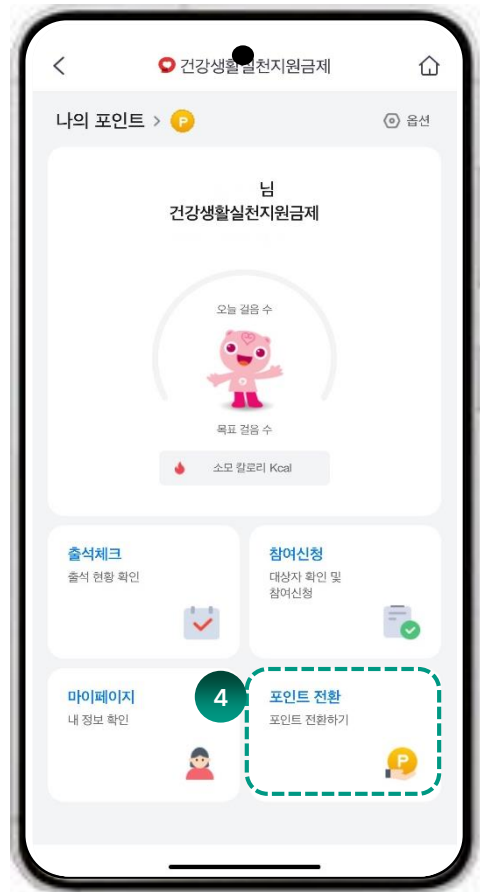 건강생활실천지원금제
나의 포인트 > P
옵션
님
건강생활실천지원금제
오늘 걸음 수
목표 걸음 수
소모 칼로리 Kcal
출석체크
출석 현황 확인
참여신청
대상자 확인 및
참여신청
마이페이지
내 정보 확인
4
포인트 전환
포인트 전환하기
P